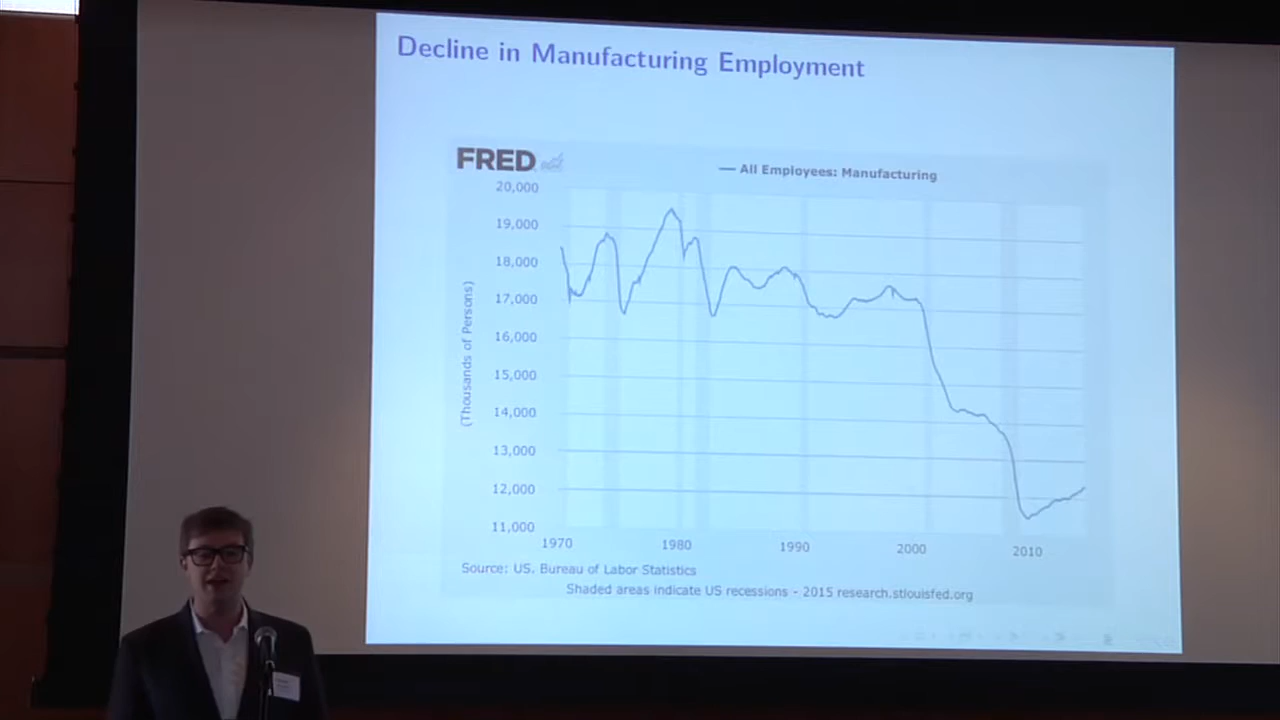 Decline in Manufacturing Employment
FRED
All Employees: Manufacturing
20,000
19,000
18,000
17,000
16,000
15,000
14,000
13,000
12,000
11,000
(Thousands of Persons)
1970 1980 1990 2000 2010
Source: US. Bureau of Labor Statistics
Shaded areas indicate US recessions - 2015 research.stlouisfed.org